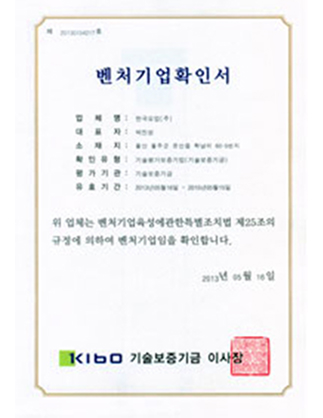 제 20130104017 호
벤처기업확인서
업 체 명 : 한국요업(주)
대 표 자 :
소 재 지 : 울산 울주군 온산읍
확인유형 : 기술평가보증기업(기술보증기금)
평가기관 : 기술보증기금
유효기간 : 2013년05월16일 ~ 2015년05월15일
위 업체는 벤처기업육성에관한특별조치법 제25조의
규정에 의하여 벤처기업임을 확인합니다.
2013년 05월 16일
KIBO 기술보증기금 이사장